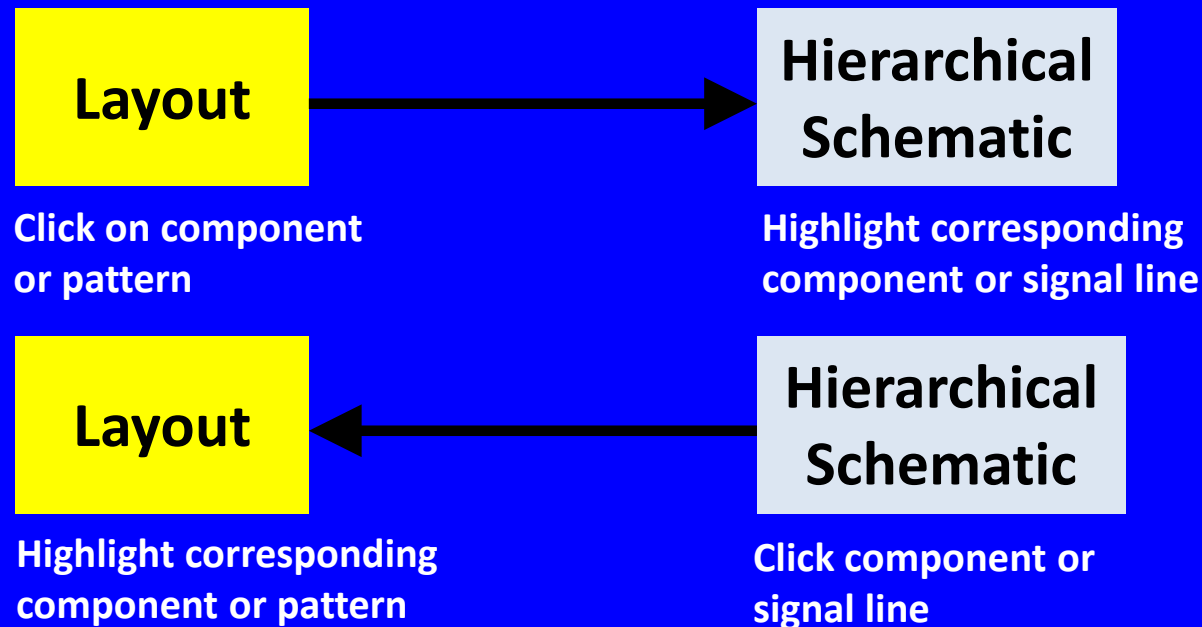 Layout
Hierarchical
Schematic
Click on component
or pattern
Highlight corresponding
component or signal line
Layout
Hierarchical
Schematic
Highlight corresponding
component or pattern
Click component or
signal line